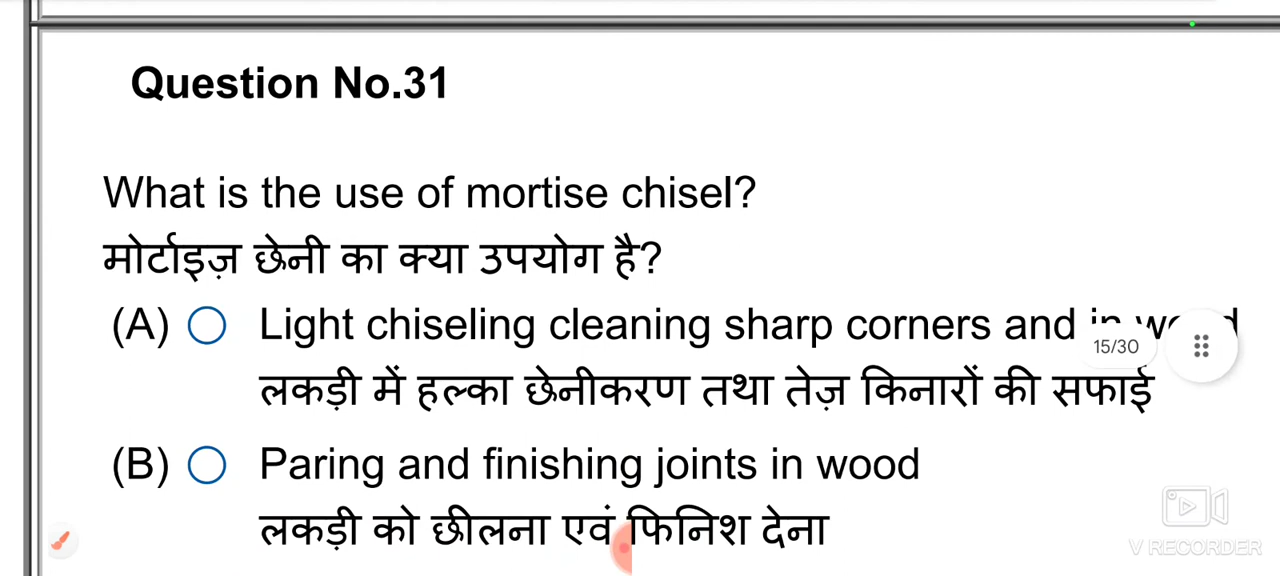 Question No.31
What is the use of mortise chisel?
मोर्टाइज़ छेनी का क्या उपयोग है?
(A) Light chiseling cleaning sharp corners and in wood
15/30
लकड़ी में हल्का छेनीकरण तथा तेज़ किनारों की सफाई
(B) Paring and finishing joints in wood
लकड़ी को छीलना एवं फिनिश देना
V RECORDER